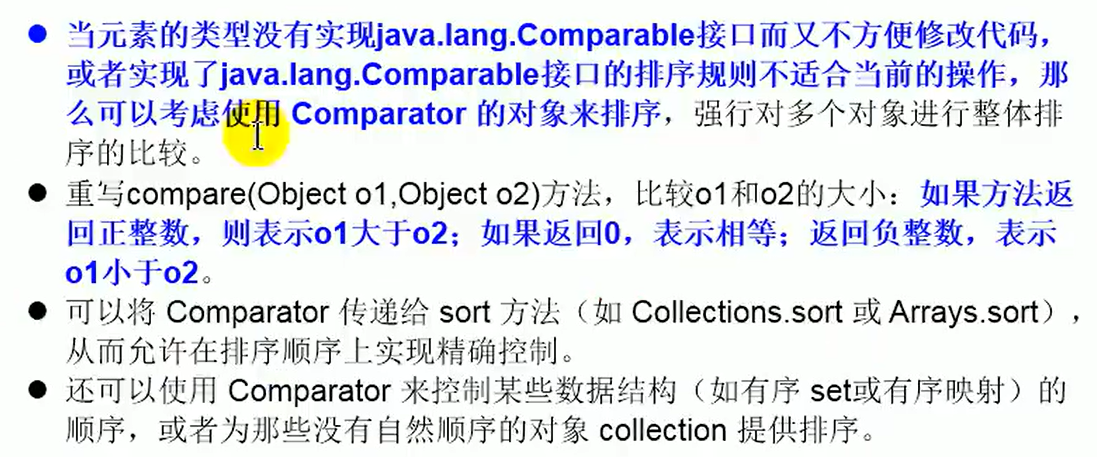 ● 当元素的类型没有实现java.lang.Comparable接口而又不方便修改代码，
或者实现了java.lang.Comparable接口的排序规则不适合当前的操作，那
么可以考虑使用 Comparator 的对象来排序，强行对多个对象进行整体排
序的比较。
● 重写compare(Object o1,Object o2)方法，比较o1和o2的大小：如果方法返
回正整数，则表示o1大于o2；如果返回0，表示相等；返回负整数，表示
o1小于o2。
● 可以将 Comparator 传递给 sort 方法（如 Collections.sort 或 Arrays.sort），
从而允许在排序顺序上实现精确控制。
● 还可以使用 Comparator 来控制某些数据结构（如有序 set或有序映射）的
顺序，或者为那些没有自然顺序的对象 collection 提供排序。